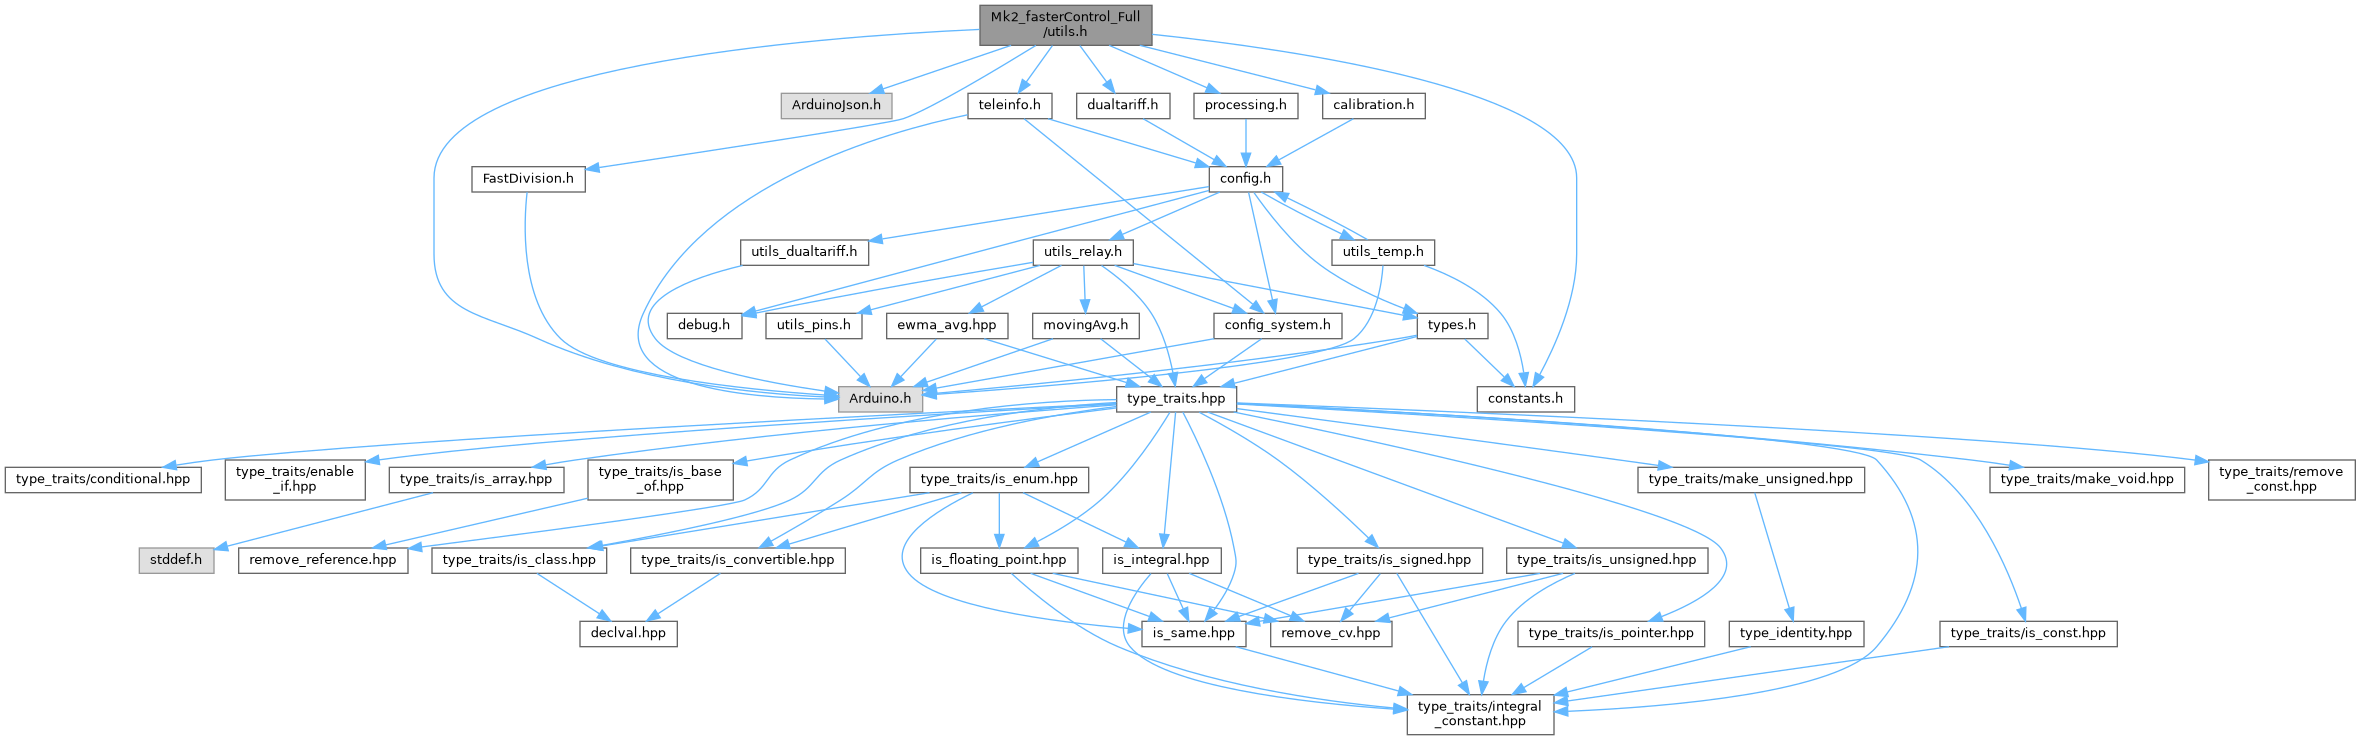 Mk2_fasterControl_Full
/utils.h
ArduinoJson.h
teleinfo.h
dualtariff.h
processing.h
calibration.h
FastDivision.h
config.h
utils_dualtariff.h
utils_relay.h
utils_temp.h
debug.h
utils_pins.h
ewma_avg.hpp
movingAvg.h
config_system.h
types.h
Arduino.h
type_traits.hpp
constants.h
type_traits/conditional.hpp
type_traits/enable
_if.hpp
type_traits/is_array.hpp
type_traits/is_base
_of.hpp
type_traits/is_enum.hpp
type_traits/make_unsigned.hpp
type_traits/make_void.hpp
type_traits/remove
_const.hpp
stddef.h
remove_reference.hpp
type_traits/is_class.hpp
type_traits/is_convertible.hpp
is_floating_point.hpp
is_integral.hpp
type_traits/is_signed.hpp
type_traits/is_unsigned.hpp
declval.hpp
is_same.hpp
remove_cv.hpp
type_traits/is_pointer.hpp
type_identity.hpp
type_traits/is_const.hpp
type_traits/integral
_constant.hpp